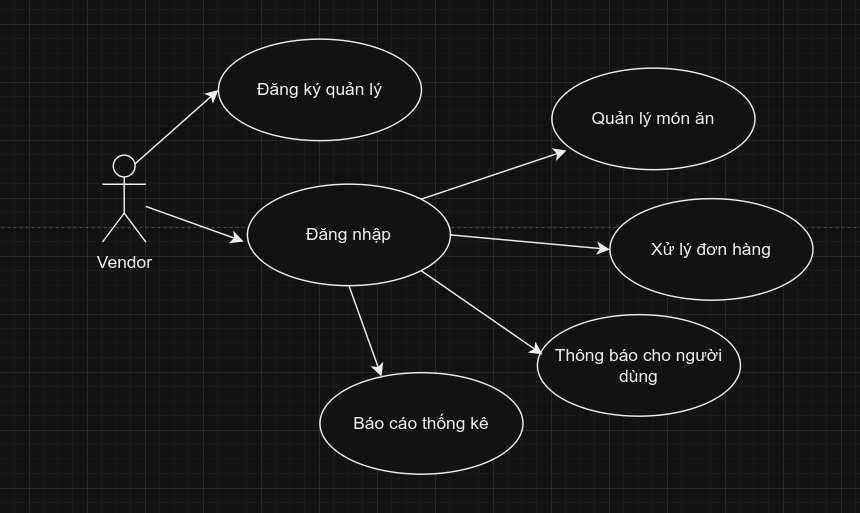 Đăng ký quản lý
Quản lý món ăn
Vendor
Đăng nhập
Xử lý đơn hàng
Thông báo cho người
dùng
Báo cáo thống kê